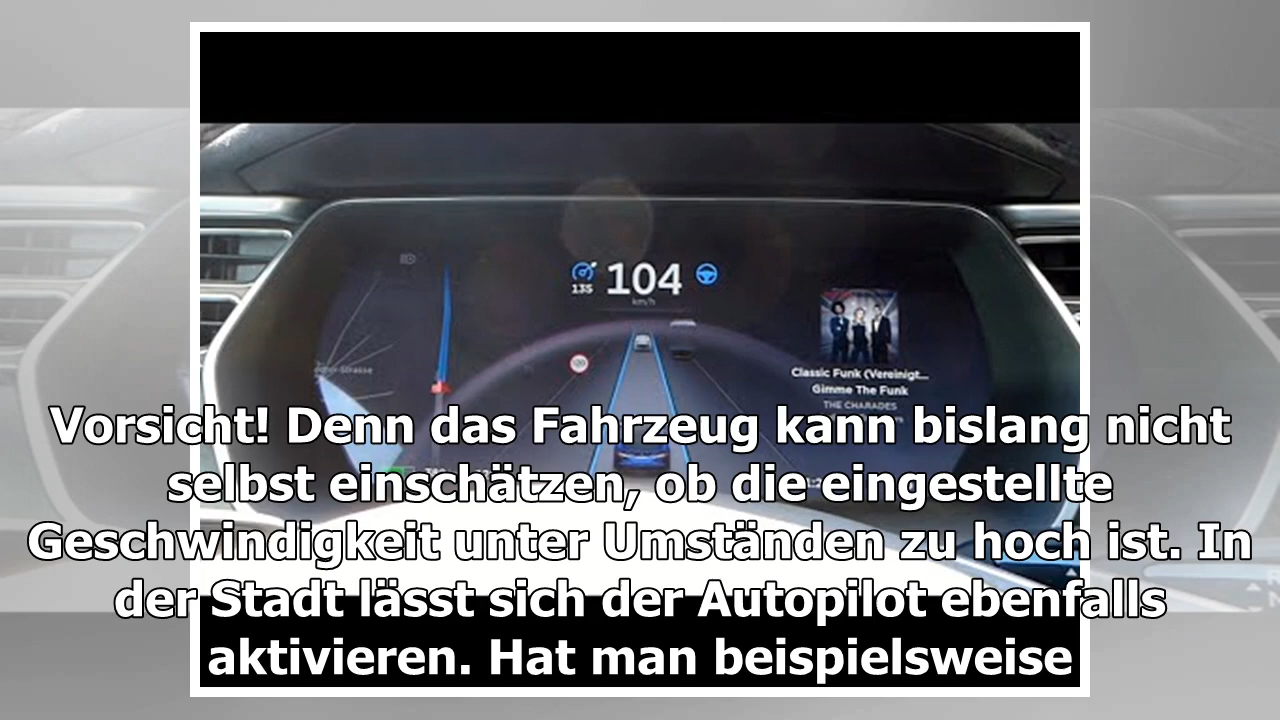 104
135
km/h
Classic Funk (Vereinigt...
Gimme The Funk
THE CHARADES
Vorsicht! Denn das Fahrzeug kann bislang nicht
selbst einschätzen, ob die eingestellte
Geschwindigkeit unter Umständen zu hoch ist. In
der Stadt lässt sich der Autopilot ebenfalls
aktivieren. Hat man beispielsweise